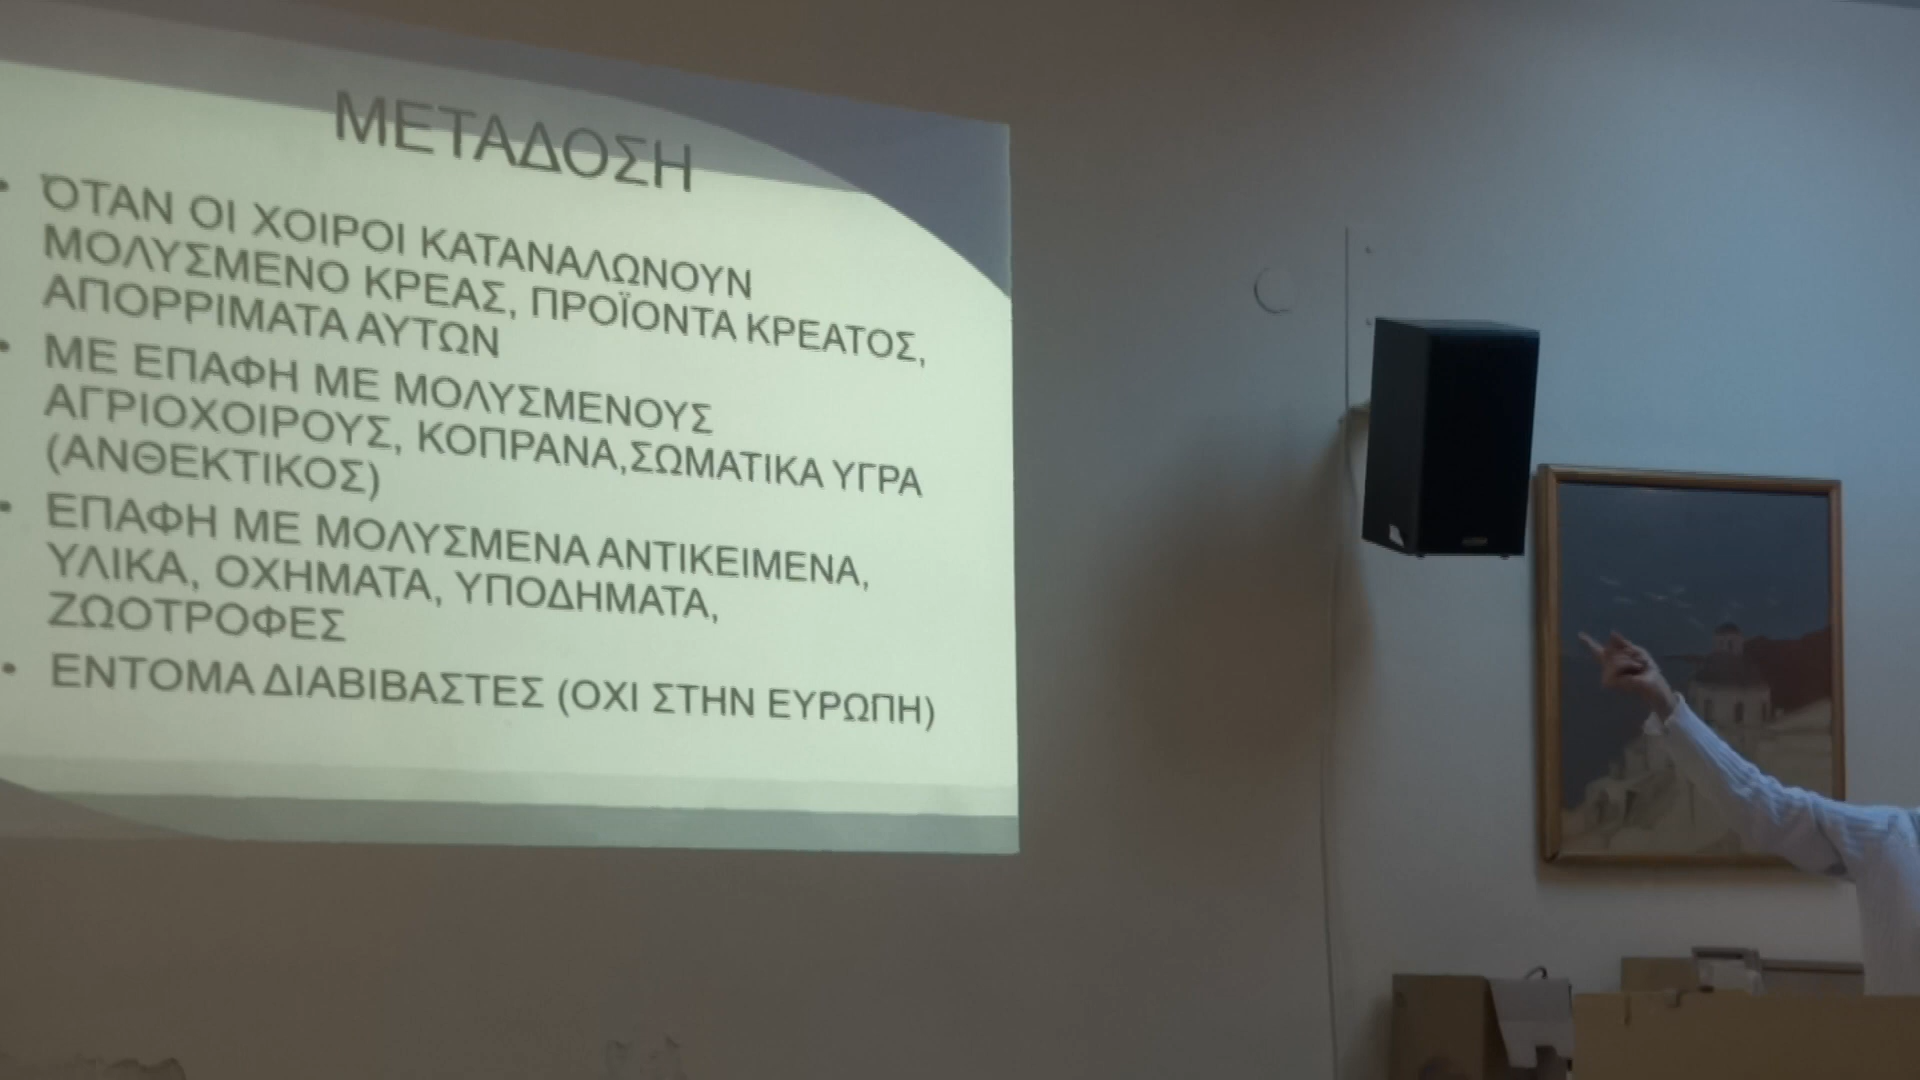 ΜΕΤΑΔΟΣΗ
• ΌΤΑΝ ΟΙ ΧΟΙΡΟΙ ΚΑΤΑΝΑΛΩΝΟΥΝ
ΜΟΛΥΣΜΕΝΟ ΚΡΕΑΣ, ΠΡΟΪΟΝΤΑ ΚΡΕΑΤΟΣ,
ΑΠΟΡΡΙΜΑΤΑ ΑΥΤΩΝ
• ΜΕ ΕΠΑΦΗ ΜΕ ΜΟΛΥΣΜΕΝΟΥΣ
ΑΓΡΙΟΧΟΙΡΟΥΣ, ΚΟΠΡΑΝΑ,ΣΩΜΑΤΙΚΑ ΥΓΡΑ
(ΑΝΘΕΚΤΙΚΟΣ)
• ΕΠΑΦΗ ΜΕ ΜΟΛΥΣΜΕΝΑ ΑΝΤΙΚΕΙΜΕΝΑ,
ΥΛΙΚΑ, ΟΧΗΜΑΤΑ, ΥΠΟΔΗΜΑΤΑ,
ΖΩΟΤΡΟΦΕΣ
• ΕΝΤΟΜΑ ΔΙΑΒΙΒΑΣΤΕΣ (ΟΧΙ ΣΤΗΝ ΕΥΡΩΠΗ)